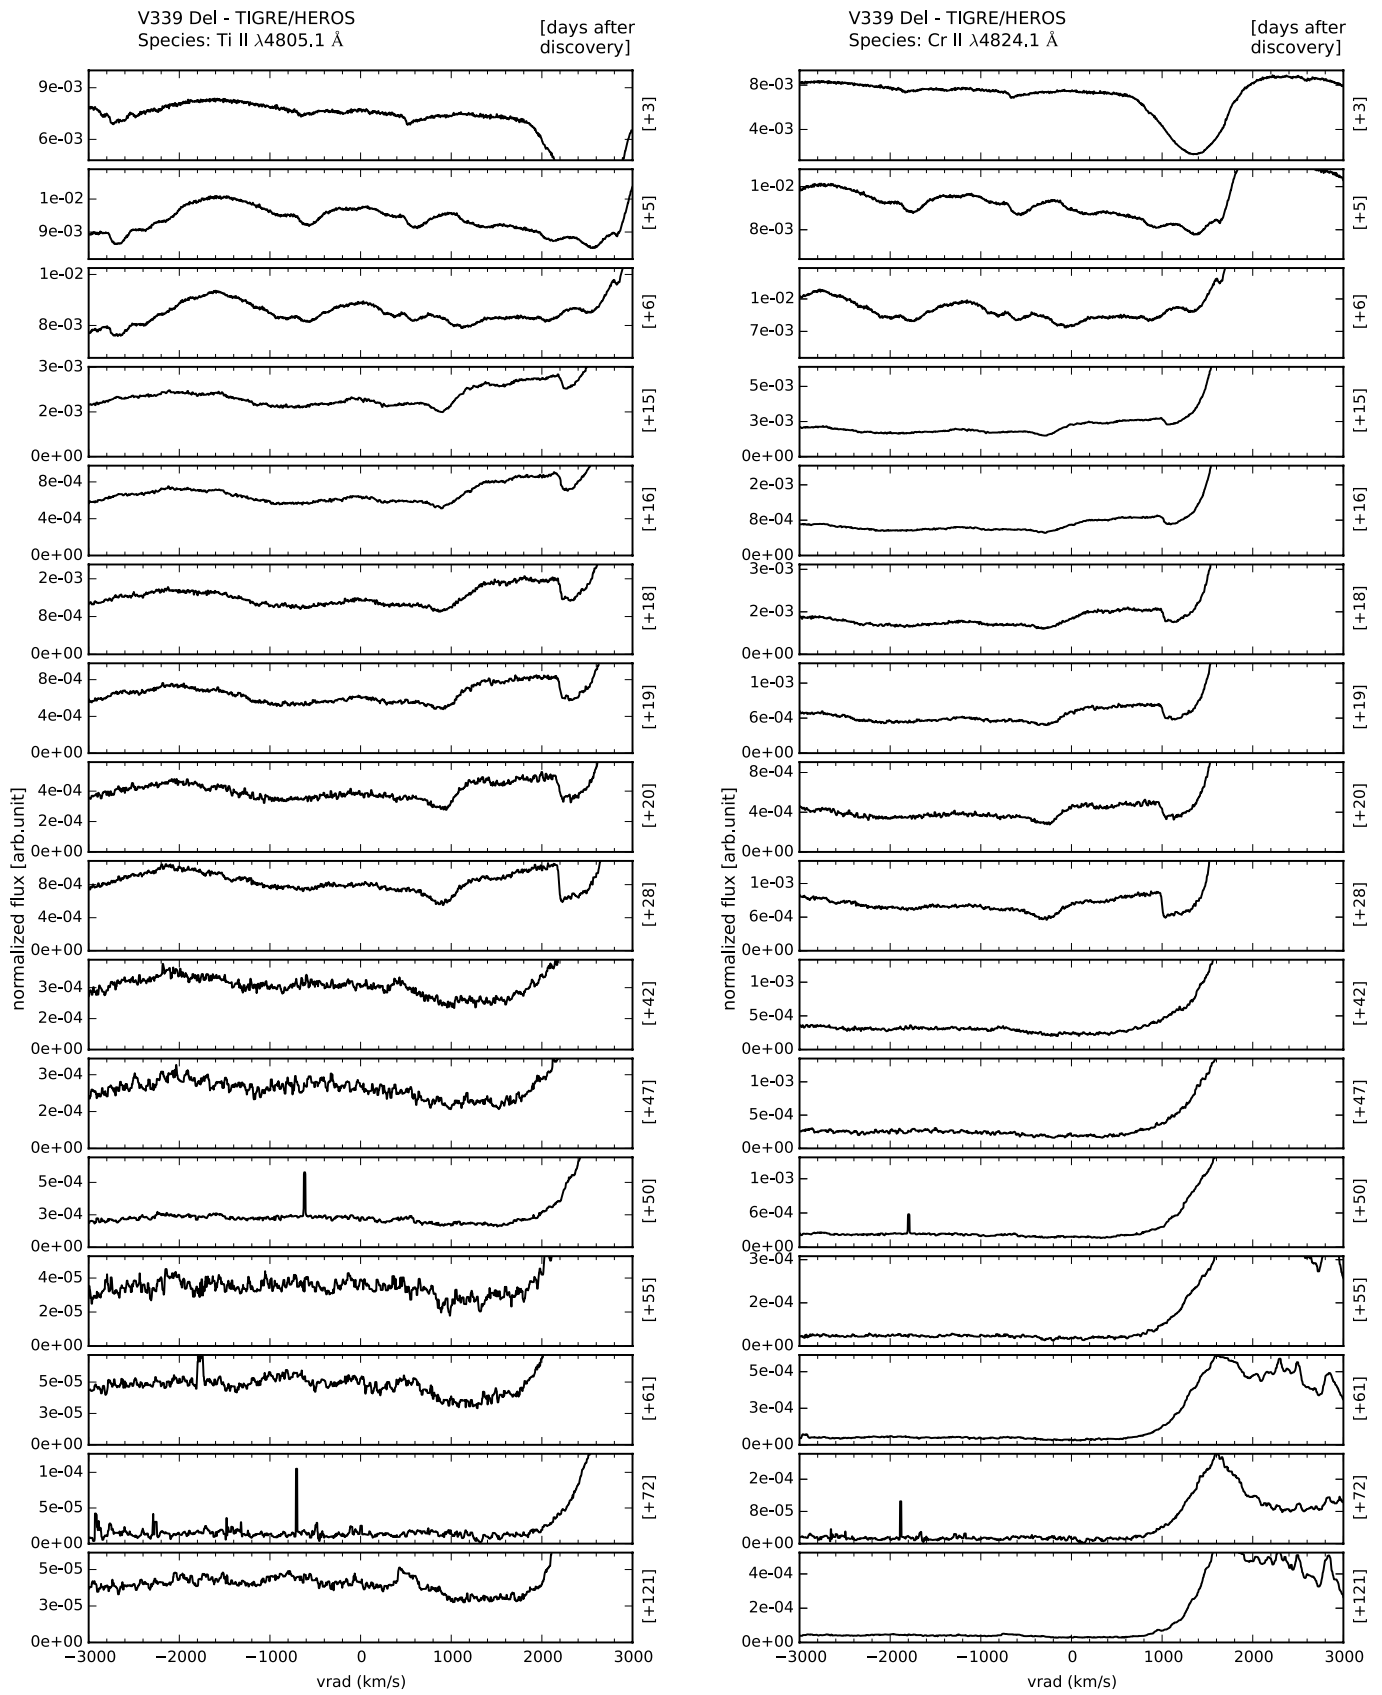 V339 Del - TIGRE/HEROS
Species: Ti II λ4805.1 Å
[days after
discovery]
9e-03
6e-03
[+3]
1e-02
9e-03
[+5]
1e-02
8e-03
[+6]
3e-03
2e-03
0e+00
[+15]
8e-04
4e-04
0e+00
[+16]
2e-03
8e-04
0e+00
[+18]
8e-04
4e-04
0e+00
[+19]
4e-04
2e-04
0e+00
[+20]
8e-04
4e-04
0e+00
[+28]
3e-04
2e-04
0e+00
[+42]
3e-04
2e-04
0e+00
[+47]
5e-04
3e-04
0e+00
[+50]
4e-05
2e-05
0e+00
[+55]
5e-05
3e-05
0e+00
[+61]
1e-04
5e-05
0e+00
[+72]
5e-05
3e-05
0e+00
[+121]
normalized flux [arb.unit]
−3000 −2000 −1000 0 1000 2000 3000
vrad (km/s)
V339 Del - TIGRE/HEROS
Species: Cr II λ4824.1 Å
[days after
discovery]
8e-03
4e-03
[+3]
1e-02
8e-03
[+5]
1e-02
7e-03
[+6]
5e-03
3e-03
0e+00
[+15]
2e-03
8e-04
0e+00
[+16]
3e-03
2e-03
0e+00
[+18]
1e-03
6e-04
0e+00
[+19]
8e-04
4e-04
0e+00
[+20]
1e-03
6e-04
0e+00
[+28]
1e-03
5e-04
0e+00
[+42]
1e-03
5e-04
0e+00
[+47]
1e-03
6e-04
0e+00
[+50]
3e-04
2e-04
0e+00
[+55]
5e-04
3e-04
0e+00
[+61]
2e-04
8e-05
0e+00
[+72]
4e-04
2e-04
0e+00
[+121]
normalized flux [arb.unit]
−3000 −2000 −1000 0 1000 2000 3000
vrad (km/s)